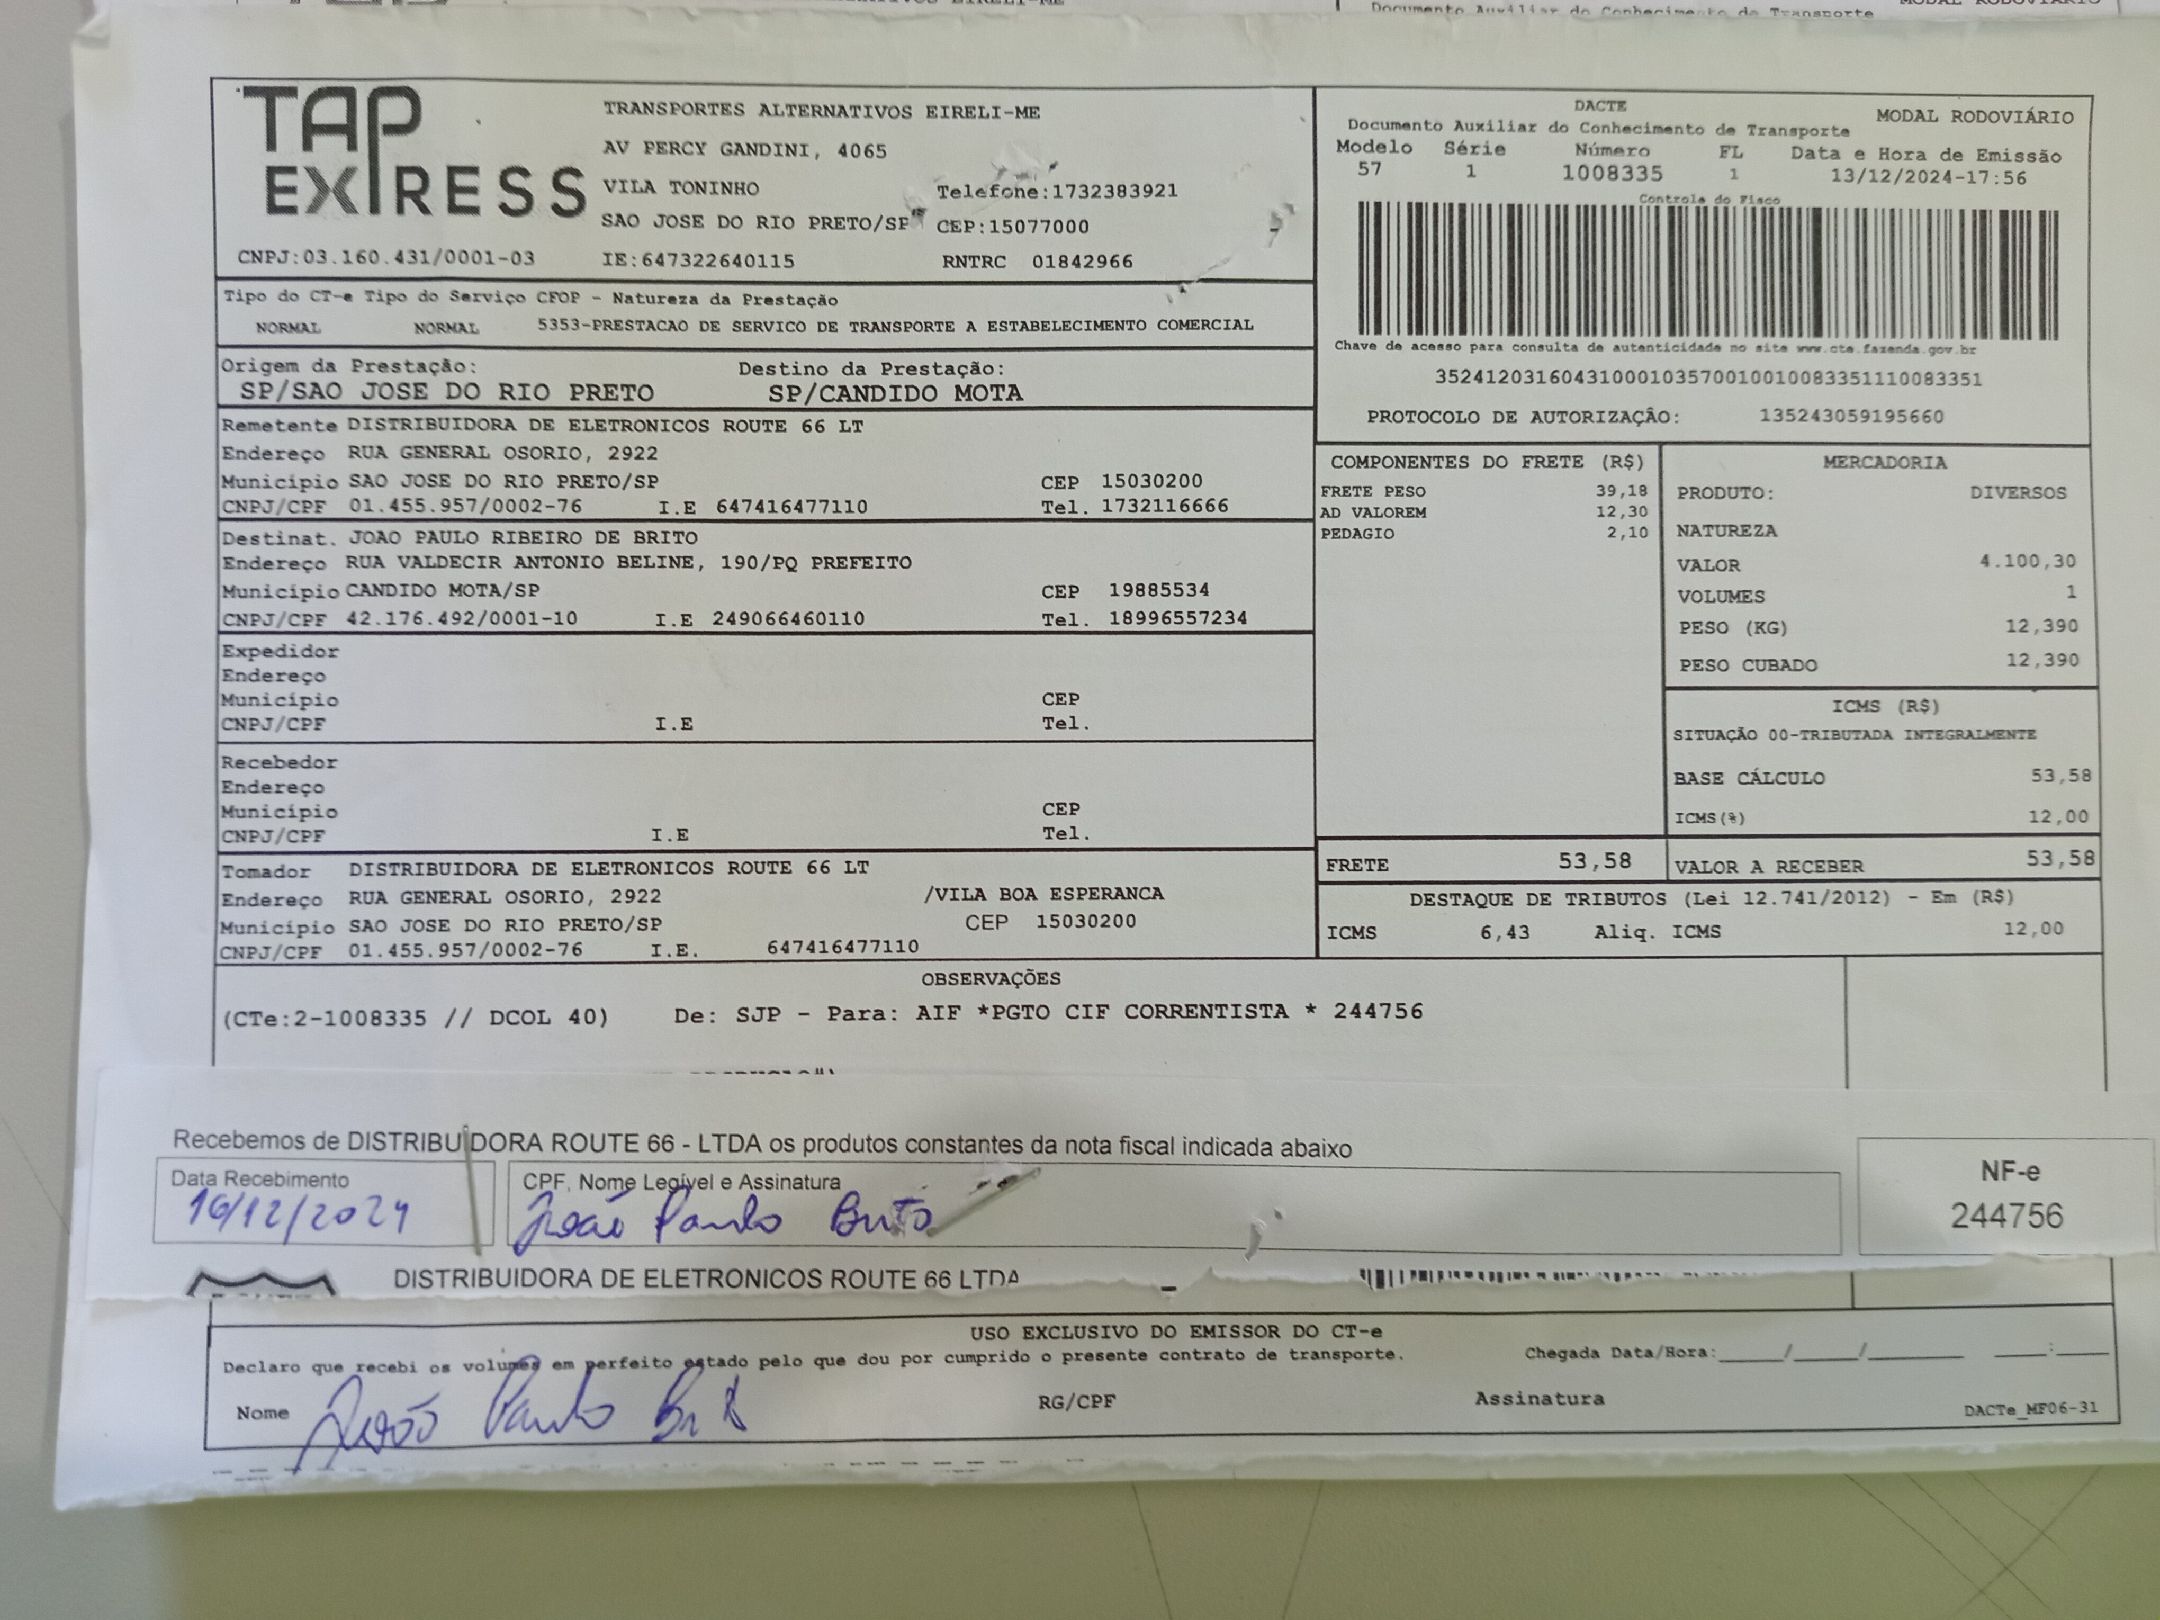 Documento Auxiliar do Conhecimento de Transporte
MODAL RODOVIÁRIO
TAP EXPRESS
TRANSPORTES ALTERNATIVOS EIRELI-ME
AV PERCY GANDINI, 4065
VILA TONINHO Telefone:1732383921
SAO JOSE DO RIO PRETO/SP CEP:15077000
CNPJ:03.160.431/0001-03 IE:647322640115 RNTRC 01842966
DACTE
MODAL RODOVIÁRIO
Documento Auxiliar do Conhecimento de Transporte
Modelo Série Número FL Data e Hora de Emissão
57 1 1008335 1 13/12/2024-17:56
Controle do Fisco
Chave de acesso para consulta de autenticidade no site www.cte.fazenda.gov.br
35241203160431000103570010010083351110083351
PROTOCOLO DE AUTORIZAÇÃO: 135243059195660
Tipo do CT-e Tipo do Serviço CFOP - Natureza da Prestação
NORMAL NORMAL 5353-PRESTACAO DE SERVICO DE TRANSPORTE A ESTABELECIMENTO COMERCIAL
Origem da Prestação: Destino da Prestação:
SP/SAO JOSE DO RIO PRETO SP/CANDIDO MOTA
Remetente DISTRIBUIDORA DE ELETRONICOS ROUTE 66 LT
Endereço RUA GENERAL OSORIO, 2922
Município SAO JOSE DO RIO PRETO/SP CEP 15030200
CNPJ/CPF 01.455.957/0002-76 I.E 647416477110 Tel. 1732116666
Destinat. JOAO PAULO RIBEIRO DE BRITO
Endereço RUA VALDECIR ANTONIO BELINE, 190/PQ PREFEITO
Município CANDIDO MOTA/SP CEP 19885534
CNPJ/CPF 42.176.492/0001-10 I.E 249066460110 Tel. 18996557234
Expedidor
Endereço
Município CEP
CNPJ/CPF I.E Tel.
Recebedor
Endereço
Município CEP
CNPJ/CPF I.E Tel.
Tomador DISTRIBUIDORA DE ELETRONICOS ROUTE 66 LT
Endereço RUA GENERAL OSORIO, 2922 /VILA BOA ESPERANCA
Município SAO JOSE DO RIO PRETO/SP CEP 15030200
CNPJ/CPF 01.455.957/0002-76 I.E. 647416477110
COMPONENTES DO FRETE (R$)
FRETE PESO 39,18
AD VALOREM 12,30
PEDAGIO 2,10
MERCADORIA
PRODUTO: DIVERSOS
NATUREZA
VALOR 4.100,30
VOLUMES 1
PESO (KG) 12,390
PESO CUBADO 12,390
ICMS (R$)
SITUAÇÃO 00-TRIBUTADA INTEGRALMENTE
BASE CÁLCULO 53,58
ICMS(%) 12,00
FRETE 53,58 VALOR A RECEBER 53,58
DESTAQUE DE TRIBUTOS (Lei 12.741/2012) - Em (R$)
ICMS 6,43 Aliq. ICMS 12,00
OBSERVAÇÕES
(CTe:2-1008335 // DCOL 40) De: SJP - Para: AIF *PGTO CIF CORRENTISTA * 244756
Recebemos de DISTRIBUIDORA ROUTE 66 - LTDA os produtos constantes da nota fiscal indicada abaixo
Data Recebimento CPF, Nome Legível e Assinatura
16/12/2024 João Paulo Brito
NF-e
244756
DISTRIBUIDORA DE ELETRONICOS ROUTE 66 LTDA
USO EXCLUSIVO DO EMISSOR DO CT-e
Declaro que recebi os volumes em perfeito estado pelo que dou por cumprido o presente contrato de transporte. Chegada Data/Hora:____/____/____ ____:____
Nome João Paulo Brito RG/CPF Assinatura
DACTe_MF06-31